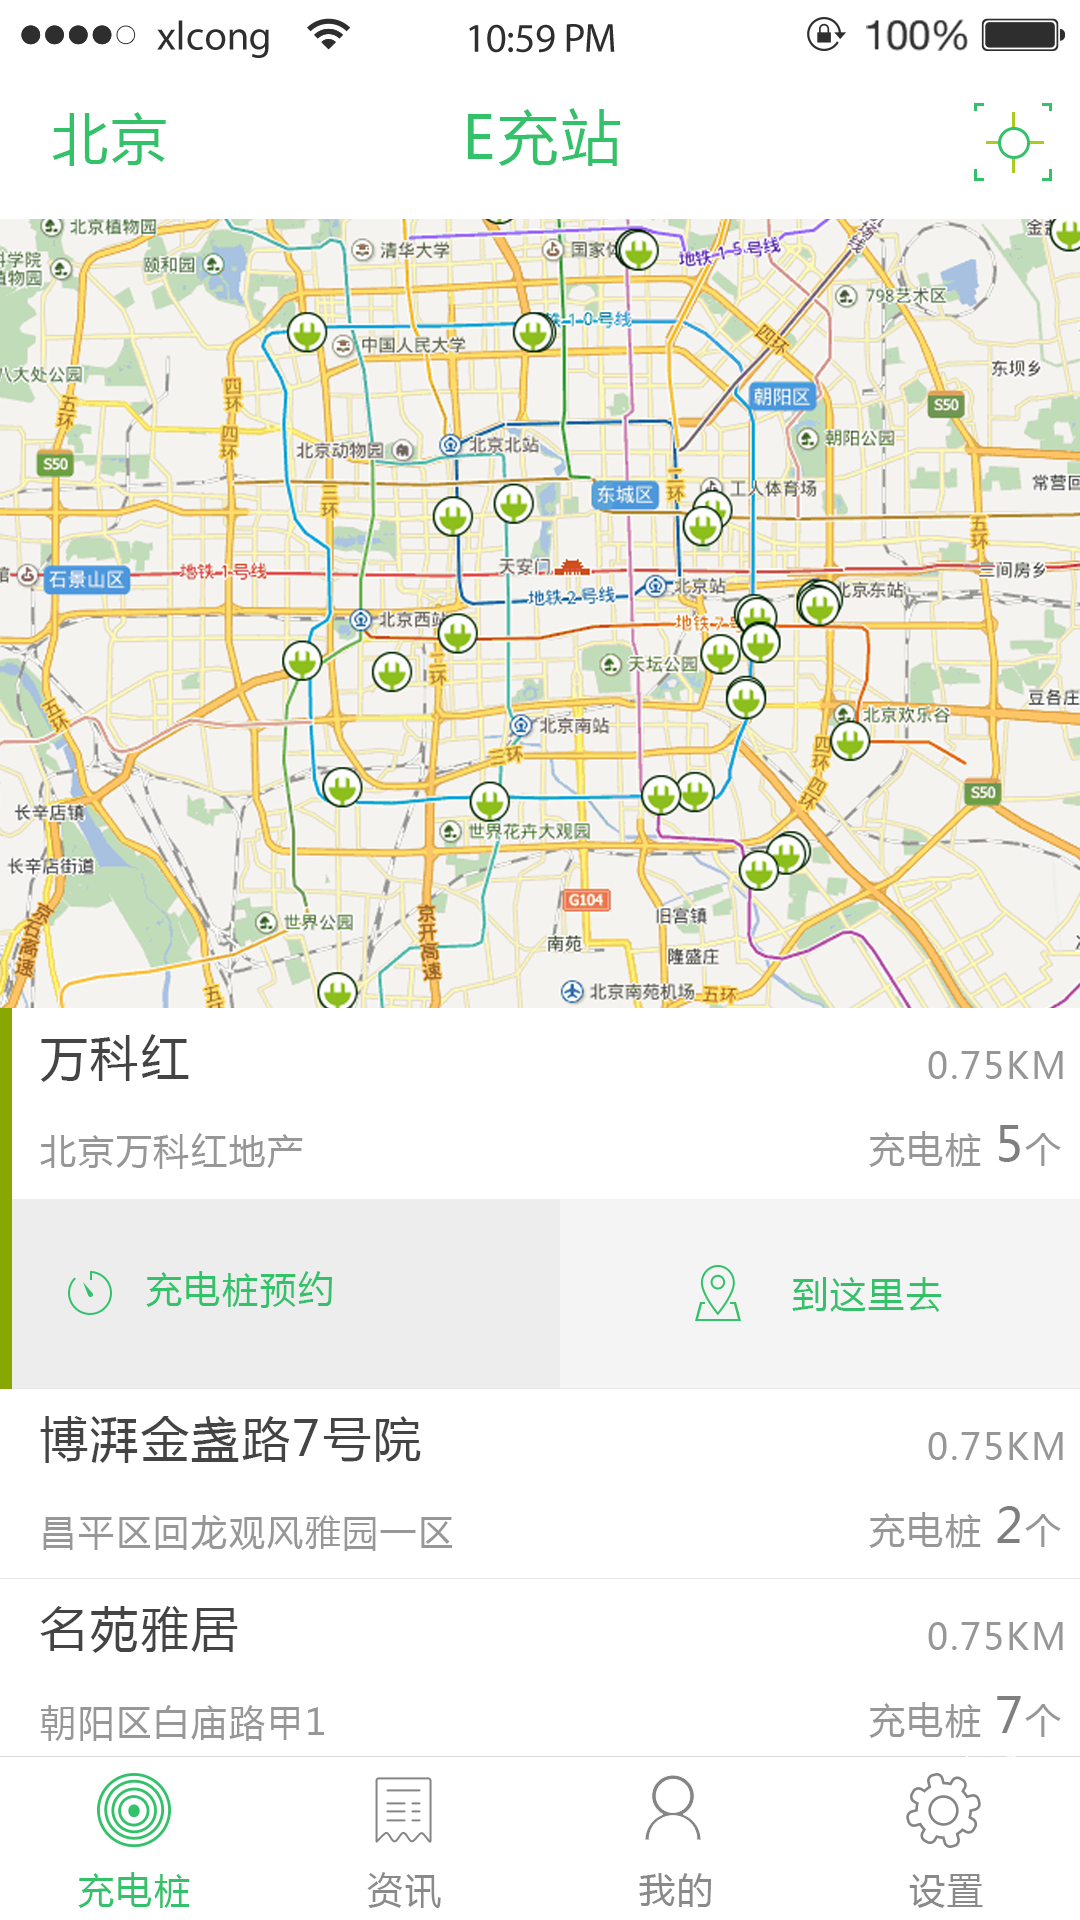 xlcong 10:59 PM 100%
北京 E充站
北京植物园
清华大学
国家体
地铁15号线
场线
金盏
科学院
植物园
颐和园
798艺术区
铁10号线
中国人民大学
四环
八大处公园
东坝乡
四环
朝阳区
五环
S50
四环
北京动物园
北京北站
朝阳公园
S50
三环
东城区
二环
工人体育场
常营回
五环
天安门
馆
石景山区
地铁1号线
地铁2号线
北京站
北京东站
三间房乡
北京西站
地铁7号
天坛公园
三环
豆各庄
五环
北京南站
北京欢乐谷
三环
四环
四环
S50
长辛店镇
世界花卉大观园
长辛店街道
G104
旧宫镇
京石高速
世界公园
京开高速
南苑
隆盛庄
五环
北京南苑机场
五环
万科红 0.75KM
北京万科红地产 充电桩 5个
充电桩预约 到这里去
博湃金盏路7号院 0.75KM
昌平区回龙观风雅园一区 充电桩 2个
名苑雅居 0.75KM
朝阳区白庙路甲1 充电桩 7个
充电桩 资讯 我的 设置